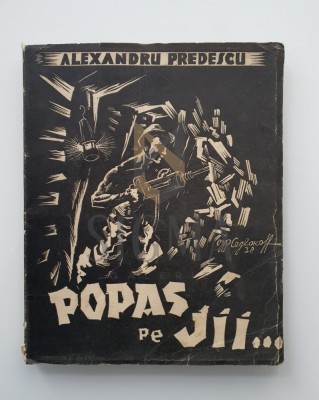 ALEXANDRU PREDESCU
POPAS
pe Jii...